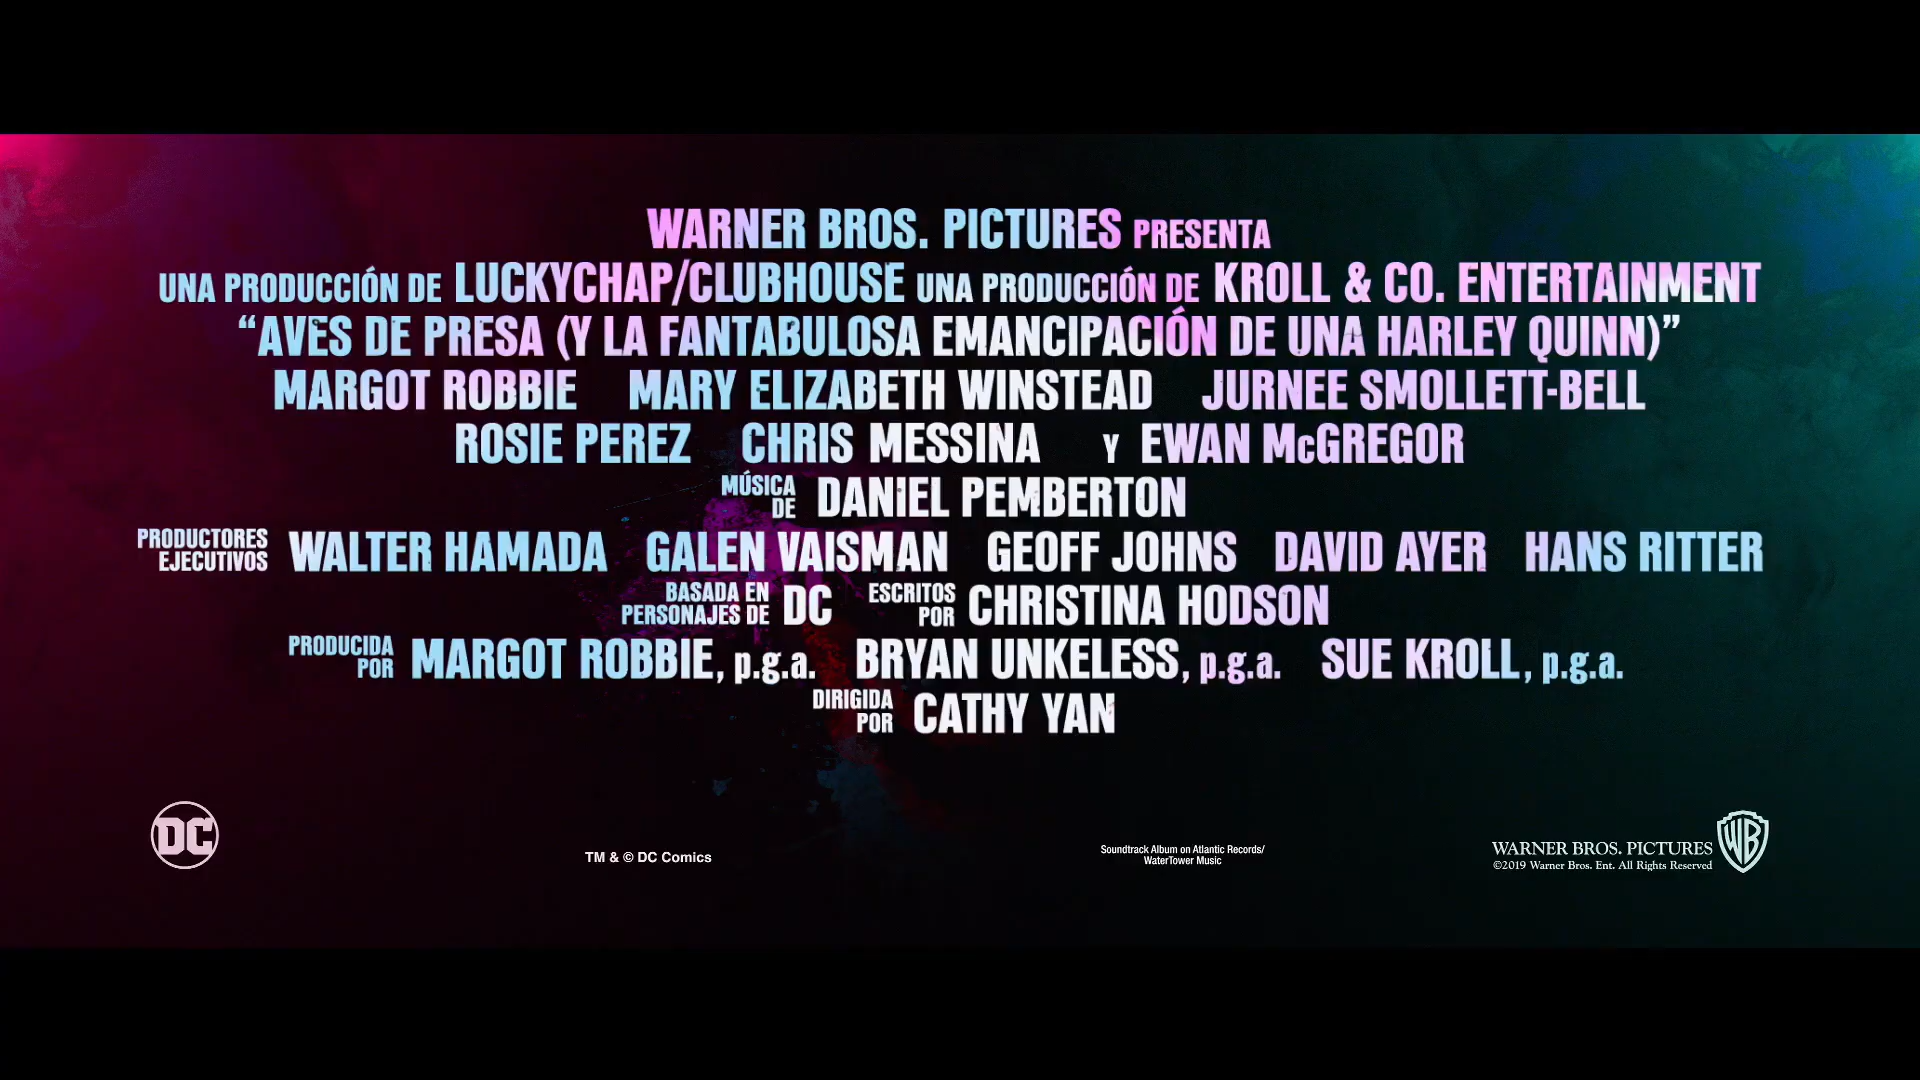 WARNER BROS. PICTURES PRESENTA
UNA PRODUCCIÓN DE LUCKYCHAP/CLUBHOUSE UNA PRODUCCIÓN DE KROLL & CO. ENTERTAINMENT
“AVES DE PRESA (Y LA FANTABULOSA EMANCIPACIÓN DE UNA HARLEY QUINN)”
MARGOT ROBBIE MARY ELIZABETH WINSTEAD JURNEE SMOLLETT-BELL
ROSIE PEREZ CHRIS MESSINA Y EWAN McGREGOR
MÚSICA DE DANIEL PEMBERTON
PRODUCTORES EJECUTIVOS WALTER HAMADA GALEN VAISMAN GEOFF JOHNS DAVID AYER HANS RITTER
BASADA EN PERSONAJES DE DC ESCRITOS POR CHRISTINA HODSON
PRODUCIDA POR MARGOT ROBBIE, p.g.a. BRYAN UNKELESS, p.g.a. SUE KROLL, p.g.a.
DIRIGIDA POR CATHY YAN
DC
TM & © DC Comics
Soundtrack Album on Atlantic Records/
WaterTower Music
WARNER BROS. PICTURES
©2019 Warner Bros. Ent. All Rights Reserved
WB